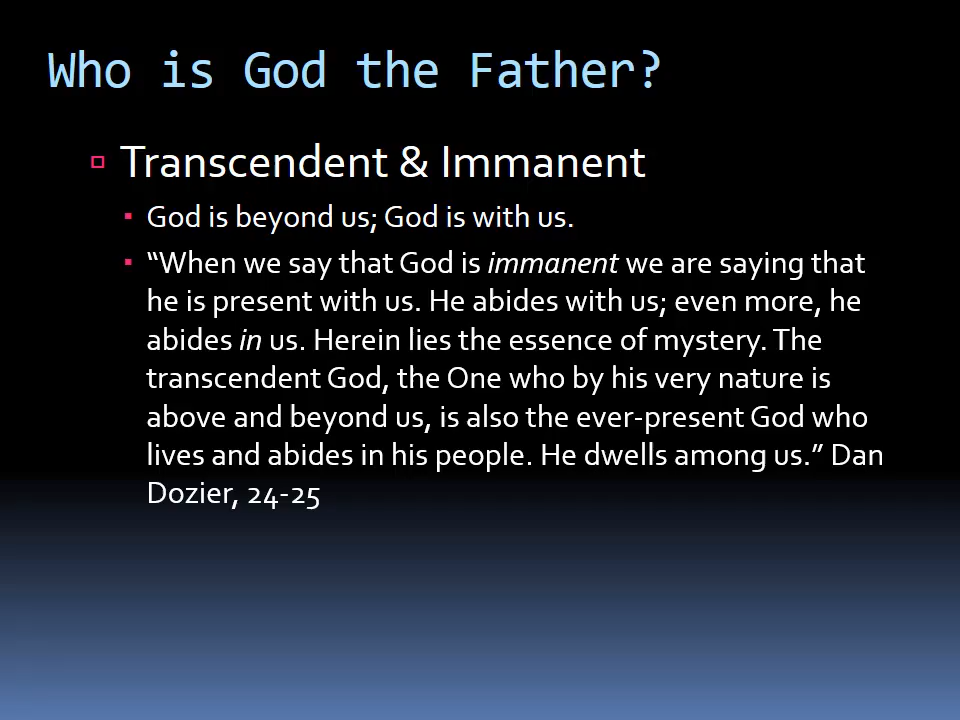 Who is God the Father?
Transcendent & Immanent
God is beyond us; God is with us.
“When we say that God is immanent we are saying that
he is present with us. He abides with us; even more, he
abides in us. Herein lies the essence of mystery. The
transcendent God, the One who by his very nature is
above and beyond us, is also the ever-present God who
lives and abides in his people. He dwells among us.” Dan
Dozier, 24-25